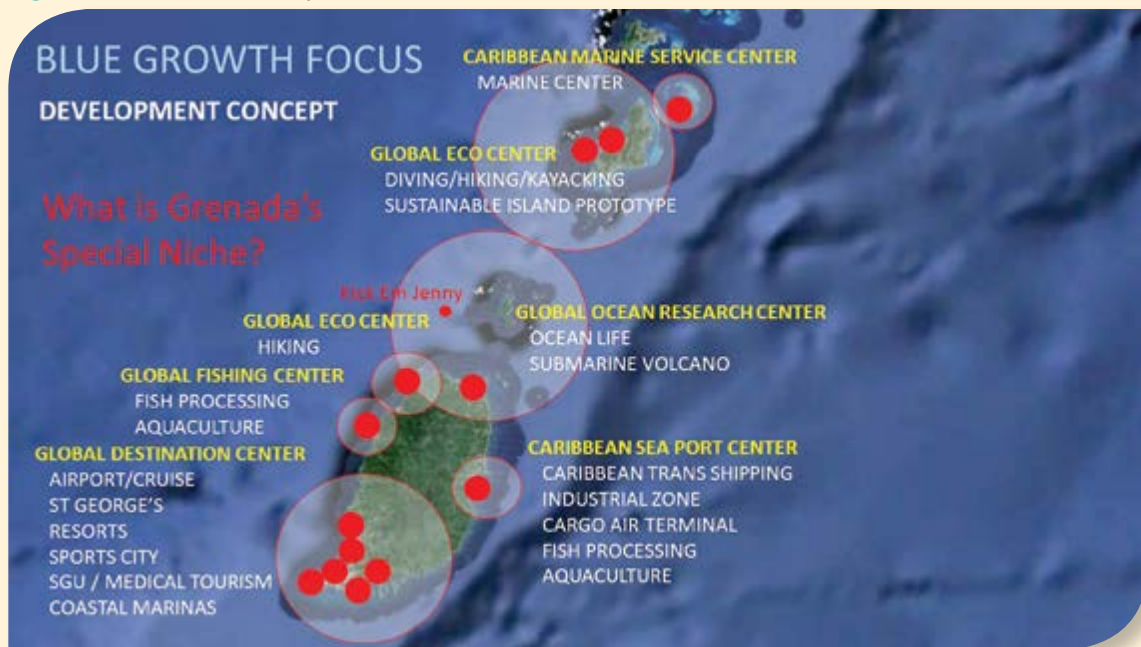 BLUE GROWTH FOCUS
DEVELOPMENT CONCEPT
What is Grenada's
Special Niche?
CARIBBEAN MARINE SERVICE CENTER
MARINE CENTER
GLOBAL ECO CENTER
DIVING/HIKING/KAYACKING
SUSTAINABLE ISLAND PROTOTYPE
Kick Em Jenny
GLOBAL ECO CENTER
HIKING
GLOBAL OCEAN RESEARCH CENTER
OCEAN LIFE
SUBMARINE VOLCANO
GLOBAL FISHING CENTER
FISH PROCESSING
AQUACULTURE
GLOBAL DESTINATION CENTER
AIRPORT/CRUISE
ST GEORGE'S
RESORTS
SPORTS CITY
SGU / MEDICAL TOURISM
COASTAL MARINAS
CARIBBEAN SEA PORT CENTER
CARIBBEAN TRANS SHIPPING
INDUSTRIAL ZONE
CARGO AIR TERMINAL
FISH PROCESSING
AQUACULTURE